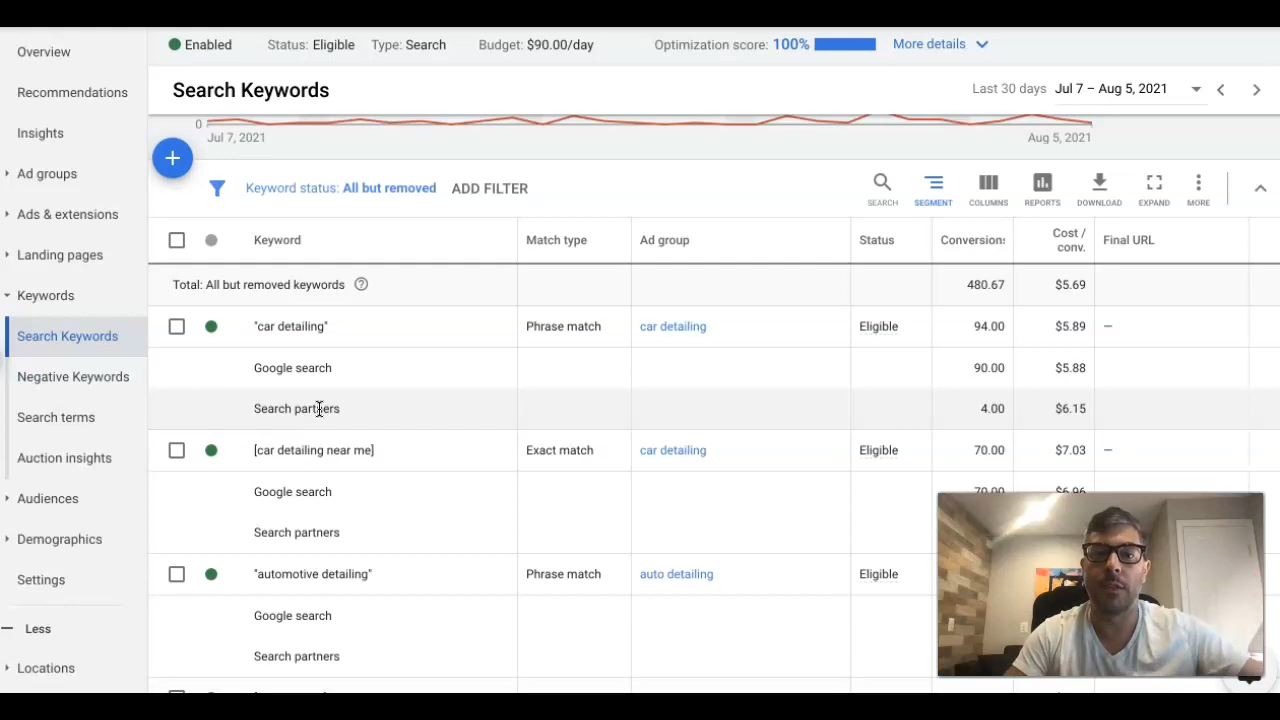 Overview
Recommendations
Insights
Ad groups
Ads & extensions
Landing pages
Keywords
Search Keywords
Negative Keywords
Search terms
Auction insights
Audiences
Demographics
Settings
Less
Locations
Enabled Status: Eligible Type: Search Budget: $90.00/day Optimization score: 100% More details
Search Keywords
Last 30 days Jul 7 – Aug 5, 2021
0
Jul 7, 2021 Aug 5, 2021
+
Keyword status: All but removed ADD FILTER
SEARCH SEGMENT COLUMNS REPORTS DOWNLOAD EXPAND MORE
Keyword Match type Ad group Status Conversions Cost / conv. Final URL
Total: All but removed keywords ? 480.67 $5.69
"car detailing" Phrase match car detailing Eligible 94.00 $5.89 –
Google search 90.00 $5.88
Search partners 4.00 $6.15
[car detailing near me] Exact match car detailing Eligible 70.00 $7.03 –
Google search 70.00 $6.96
Search partners
"automotive detailing" Phrase match auto detailing Eligible
Google search
Search partners